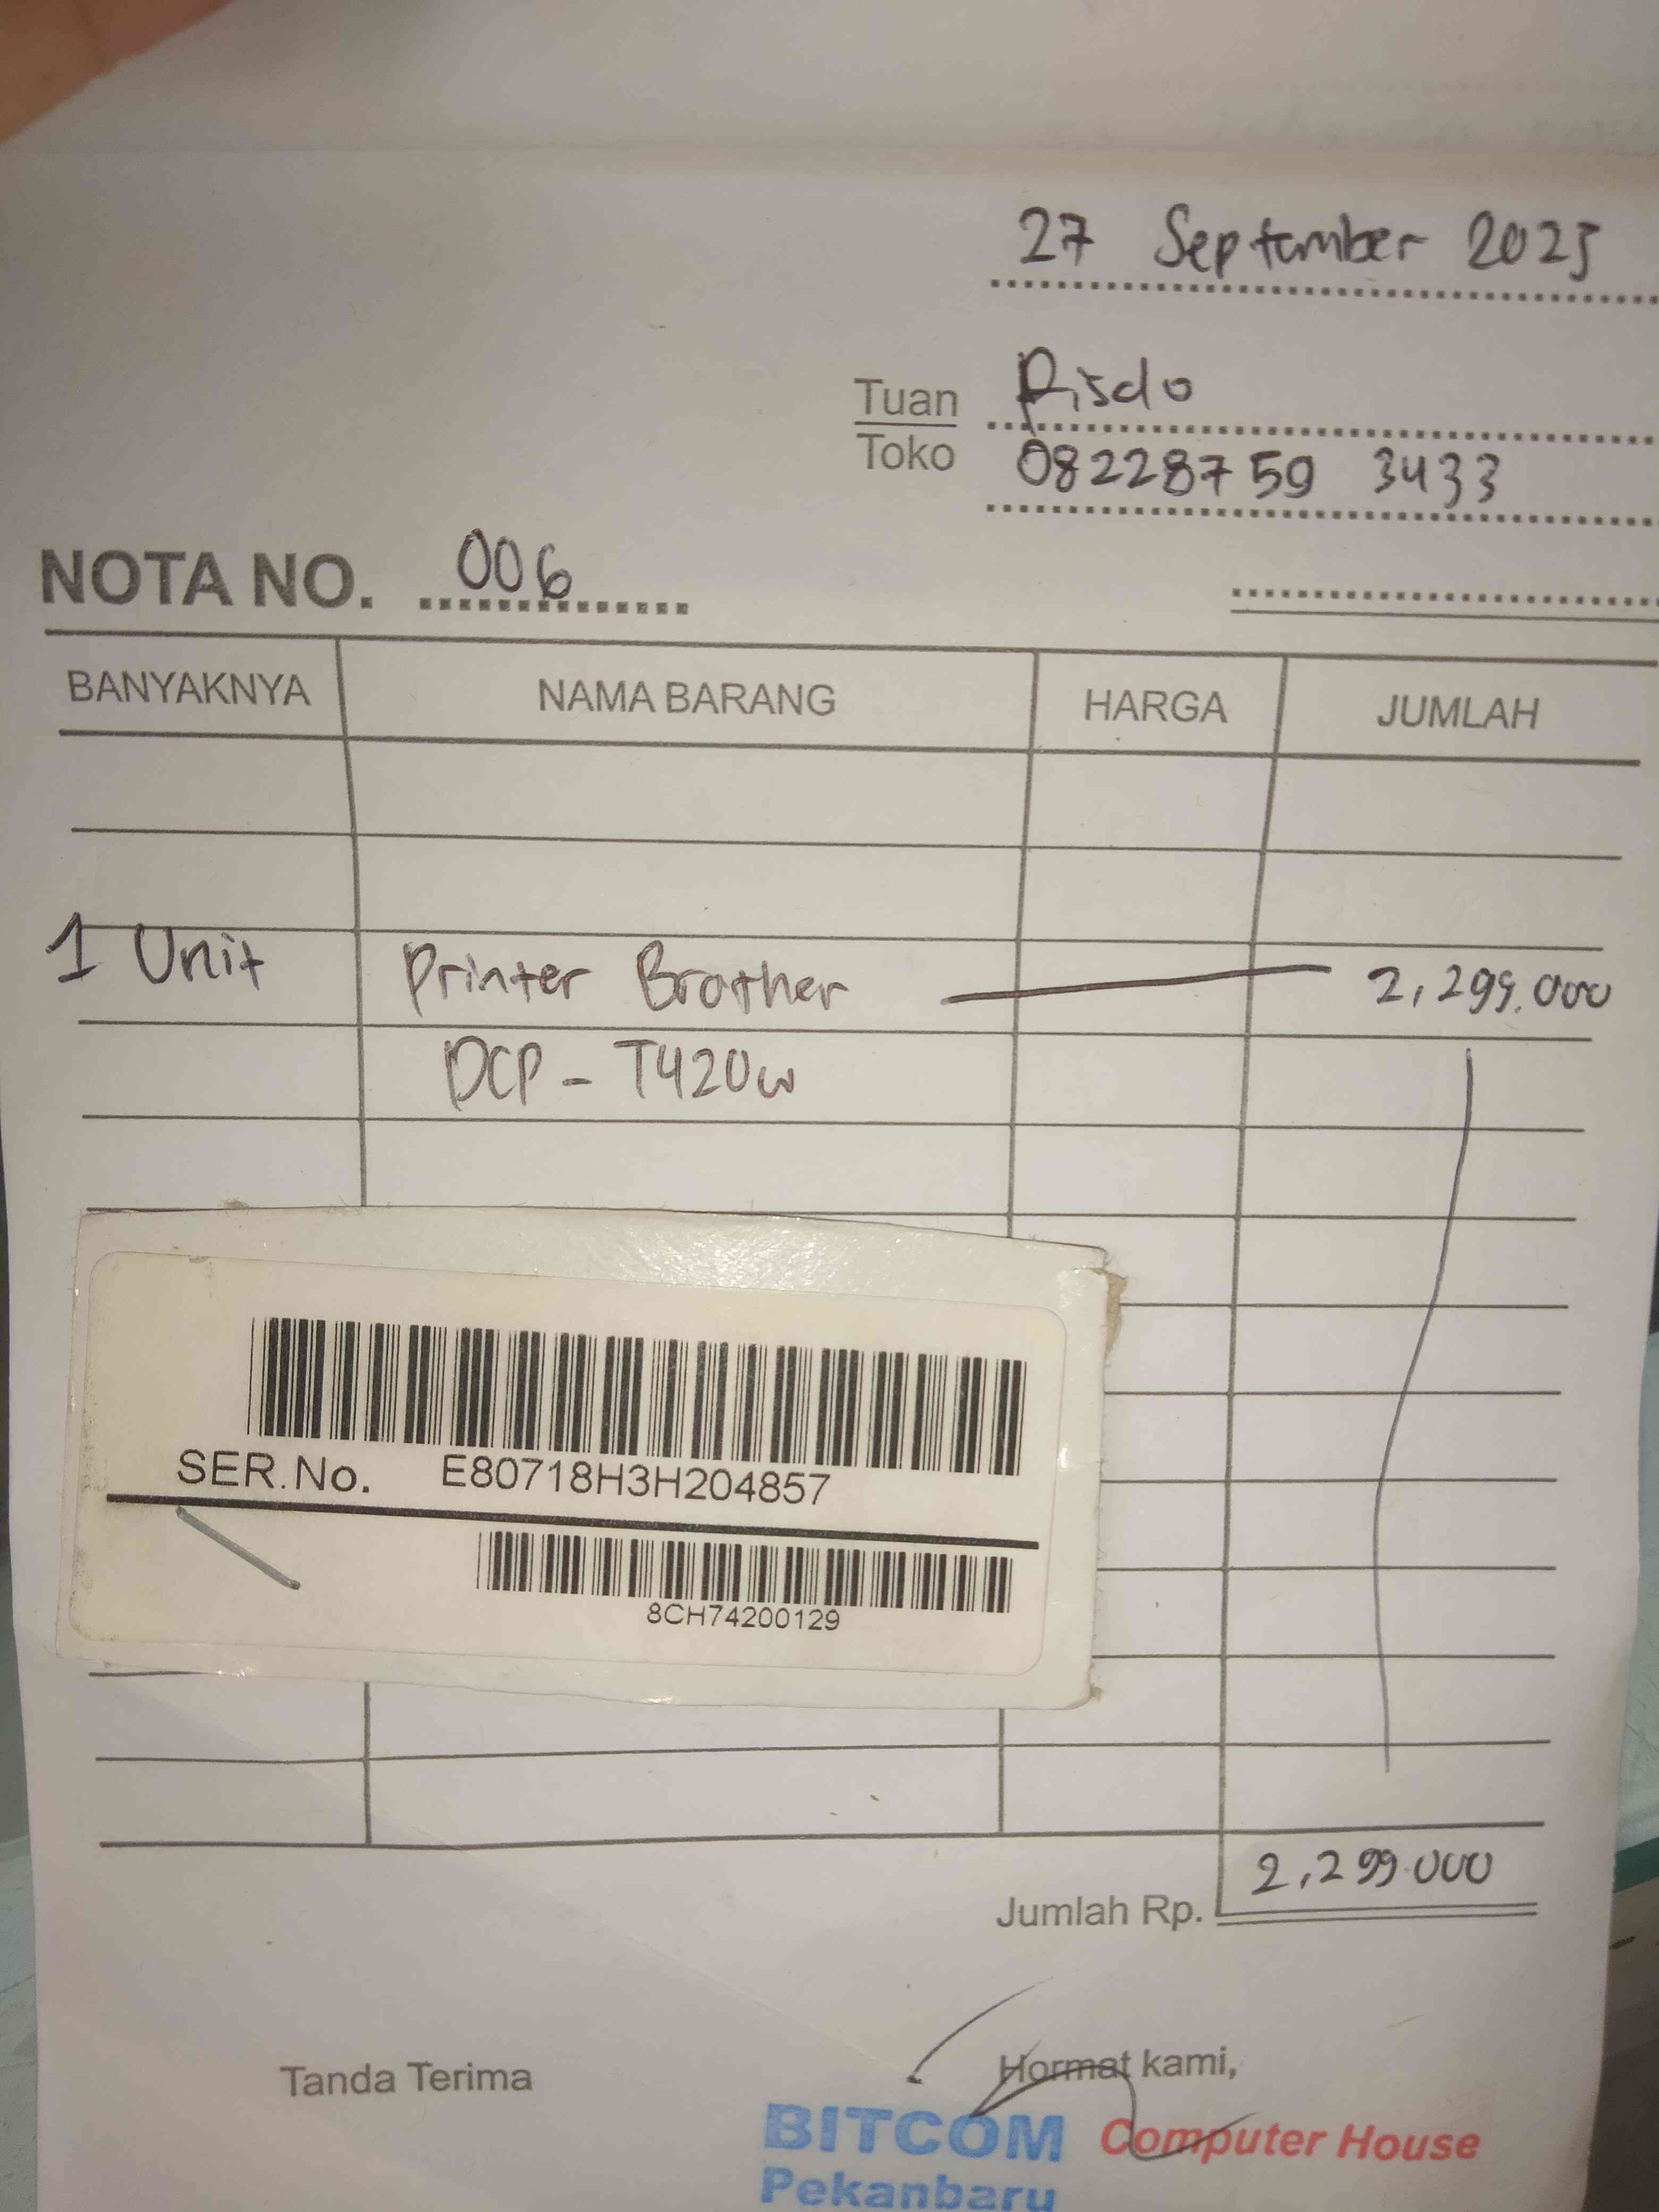 27 September 2025
Tuan Risdo
Toko 08228759 3433
NOTA NO. 006
BANYAKNYA NAMA BARANG HARGA JUMLAH
1 Unit Printer Brother 2,299.000
DCP - T420w
SER.No. E80718H3H204857
8CH74200129
Jumlah Rp. 2,299.000
Tanda Terima Hormat kami,
BITCOM Computer House
Pekanbaru